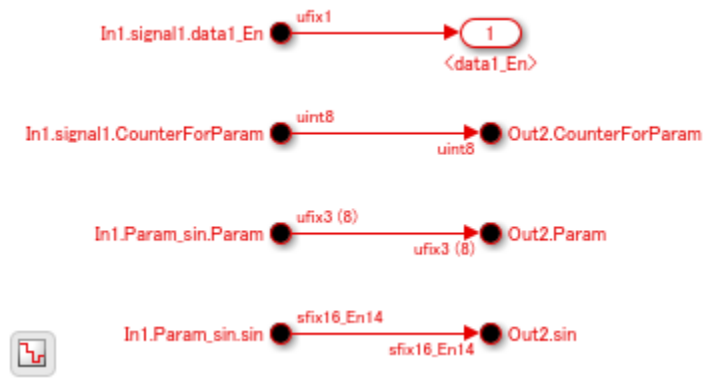 ufix1
In1.signal1.data1_En
1
<data1_En>
uint8
In1.signal1.CounterForParam
Out2.CounterForParam
uint8
ufix3 (8)
In1.Param_sin.Param
Out2.Param
ufix3 (8)
sfix16_En14
In1.Param_sin.sin
Out2.sin
sfix16_En14